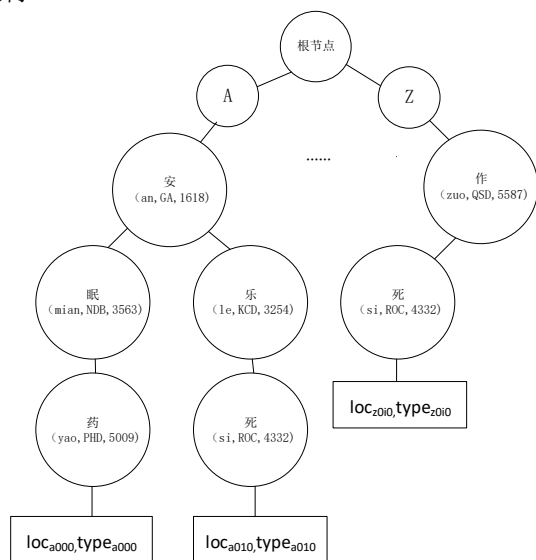 根节点
A
Z
......
安
(an,GA,1618)
作
(zuo,QSD,5587)
眠
(mian,NDB,3563)
乐
(le,KCD,3254)
死
(si,ROC,4332)
药
(yao,PHD,5009)
死
(si,ROC,4332)
loc_z0i0,type_z0i0
loc_a000,type_a000
loc_a010,type_a010